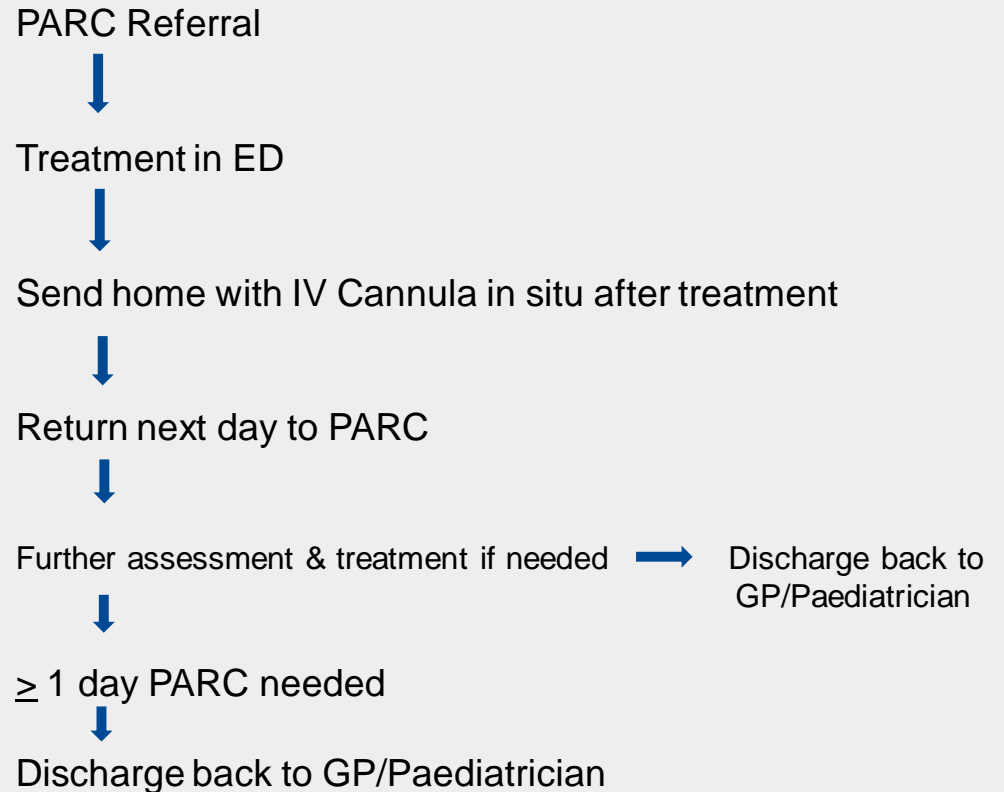 PARC Referral
Treatment in ED
Send home with IV Cannula in situ after treatment
Return next day to PARC
Further assessment & treatment if needed
Discharge back to
GP/Paediatrician
≥ 1 day PARC needed
Discharge back to GP/Paediatrician